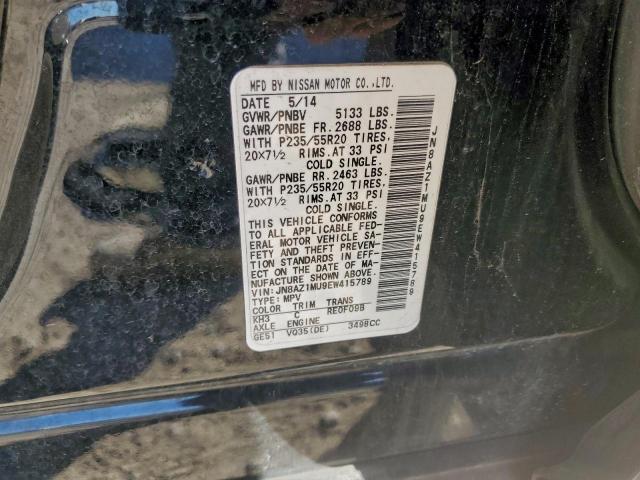 MFD BY NISSAN MOTOR CO.,LTD.
DATE 5/14
GVWR/PNBV 5133 LBS.
GAWR/PNBE FR. 2688 LBS.
WITH P235/55R20 TIRES,
20X7½ RIMS.AT 33 PSI
COLD SINGLE.
GAWR/PNBE RR. 2463 LBS.
WITH P235/55R20 TIRES,
20X7½ RIMS.AT 33 PSI
COLD SINGLE.
THIS VEHICLE CONFORMS
TO ALL APPLICABLE FED-
ERAL MOTOR VEHICLE SA-
FETY AND THEFT PREVEN-
TION STANDARDS IN EFF-
ECT ON THE DATE OF MA-
NUFACTURE SHOWN ABOVE.
VIN: JN8AZ1MU9EW415789
TYPE: MPV
COLOR TRIM TRANS
KH3 C RE0F09B
AXLE ENGINE
GE51 VQ35(DE) 3498CC
JN8AZ1MU9EW415789